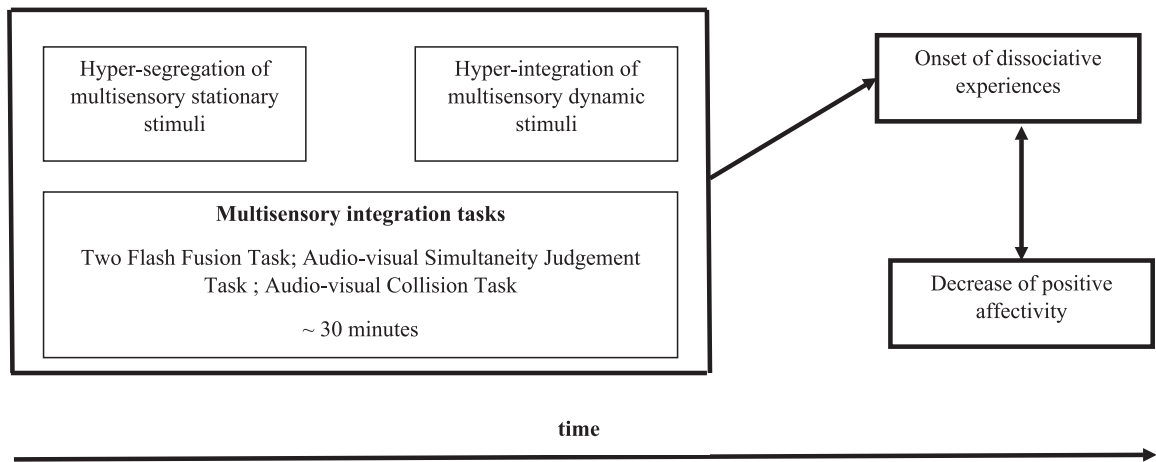 Hyper-segregation of
multisensory stationary
stimuli
Hyper-integration of
multisensory dynamic
stimuli
Onset of dissociative
experiences
Multisensory integration tasks
Two Flash Fusion Task; Audio-visual Simultaneity Judgement
Task ; Audio-visual Collision Task
~ 30 minutes
Decrease of positive
affectivity
time